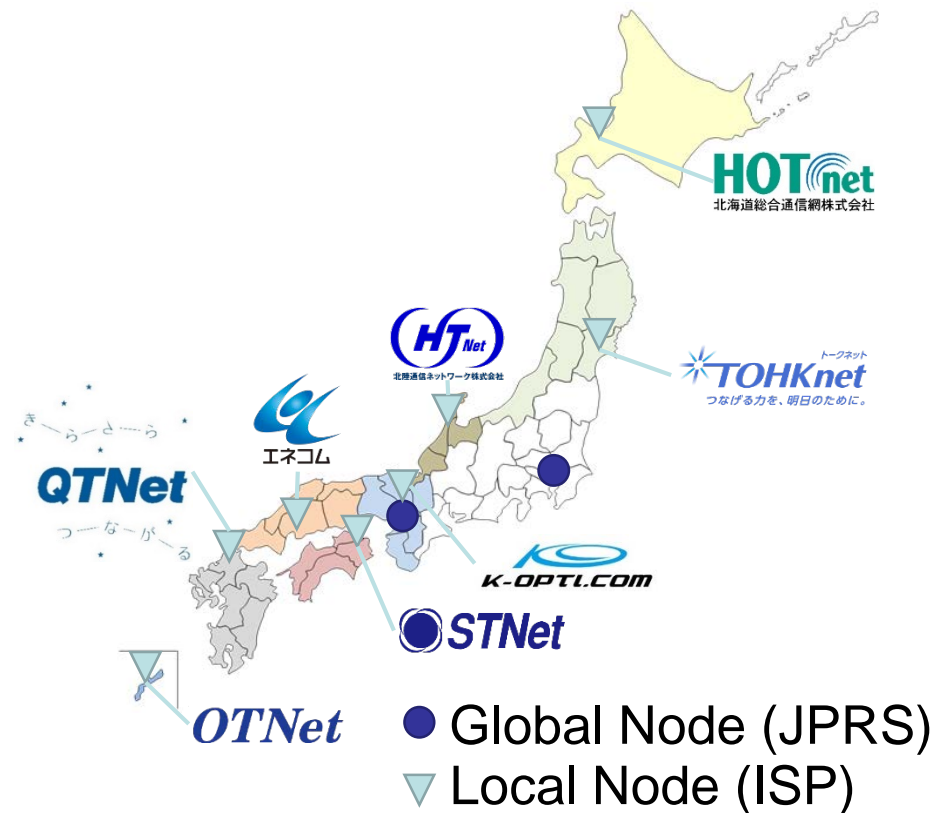 HOTnet
北海道総合通信網株式会社
HTNet
北陸通信ネットワーク株式会社
トークネット
TOHKnet
つなげる力を、明日のために。
エネコム
きーらーとーら
QTNet
つーなーがーる
K-OPTI.COM
STNet
OTNet
Global Node (JPRS)
Local Node (ISP)